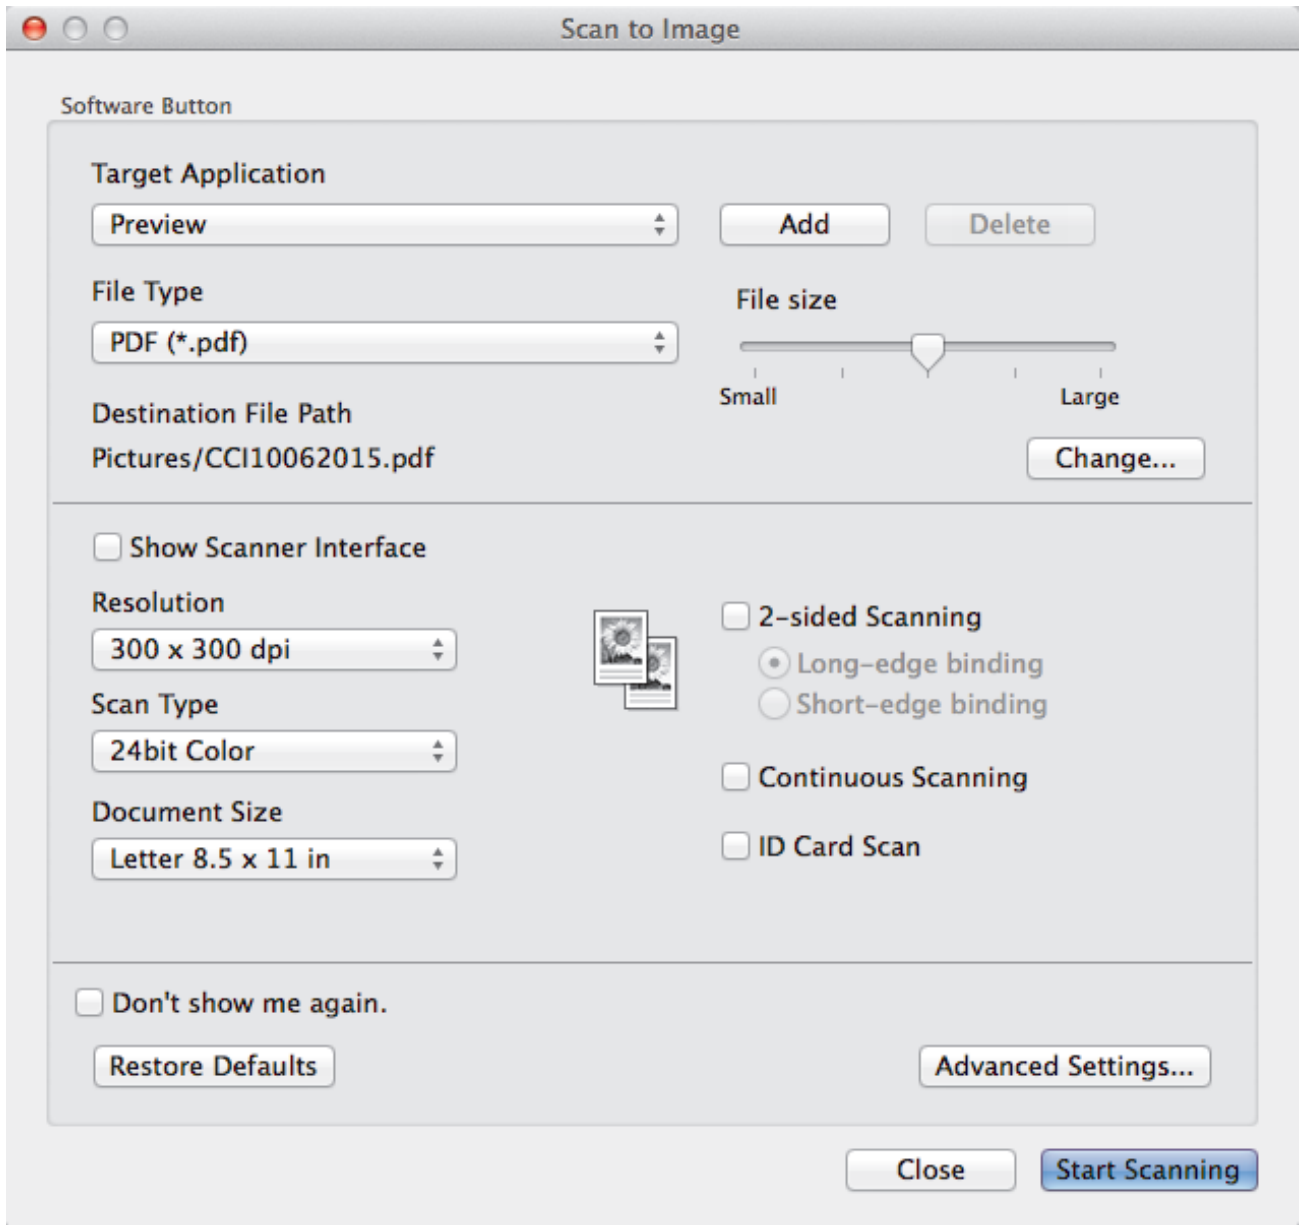 Scan to Image
Software Button
Target Application
Preview
Add
Delete
File Type
File size
PDF (*.pdf)
Small
Large
Destination File Path
Pictures/CCI10062015.pdf
Change...
Show Scanner Interface
Resolution
300 x 300 dpi
2-sided Scanning
Long-edge binding
Short-edge binding
Scan Type
24bit Color
Continuous Scanning
Document Size
Letter 8.5 x 11 in
ID Card Scan
Don't show me again.
Restore Defaults
Advanced Settings...
Close
Start Scanning